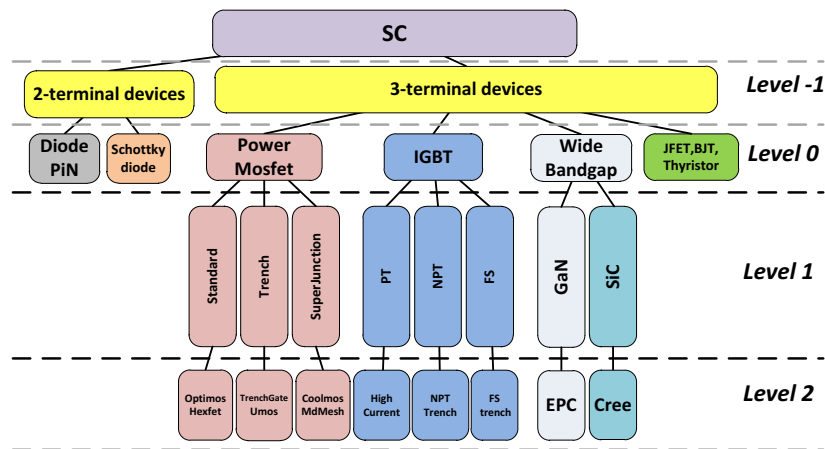 SC
Level -1
2-terminal devices
3-terminal devices
Level 0
Diode
PiN
Schottky
diode
Power
Mosfet
IGBT
Wide
Bandgap
JFET,BJT,
Thyristor
Level 1
Standard
Trench
SuperJunction
PT
NPT
FS
GaN
SiC
Level 2
Optimos
Hexfet
TrenchGate
Umos
Coolmos
MdMesh
High
Current
NPT
Trench
FS
trench
EPC
Cree